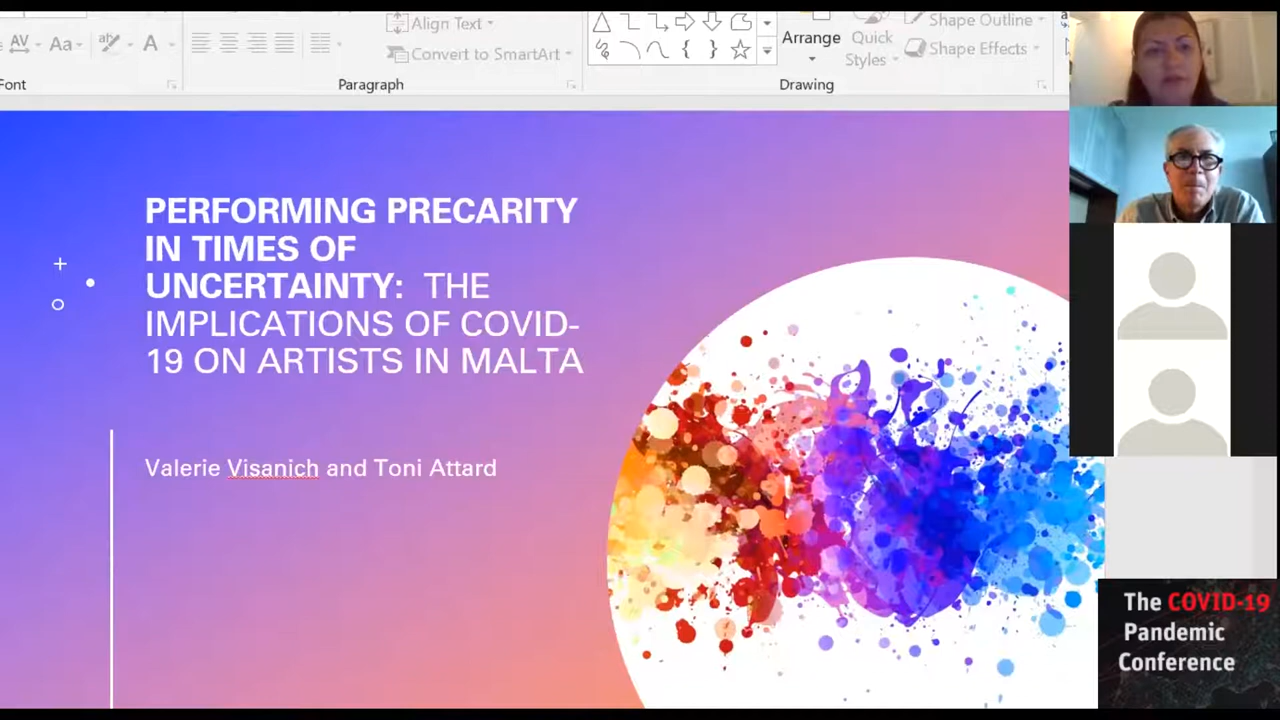 Align Text
Shape Outline
Aa
A
Convert to SmartArt
Arrange
Quick
Styles
Shape Effects
Font
Paragraph
Drawing
PERFORMING PRECARITY
IN TIMES OF
UNCERTAINTY: THE
IMPLICATIONS OF COVID-
19 ON ARTISTS IN MALTA
Valerie Visanich and Toni Attard
The COVID-19
Pandemic
Conference